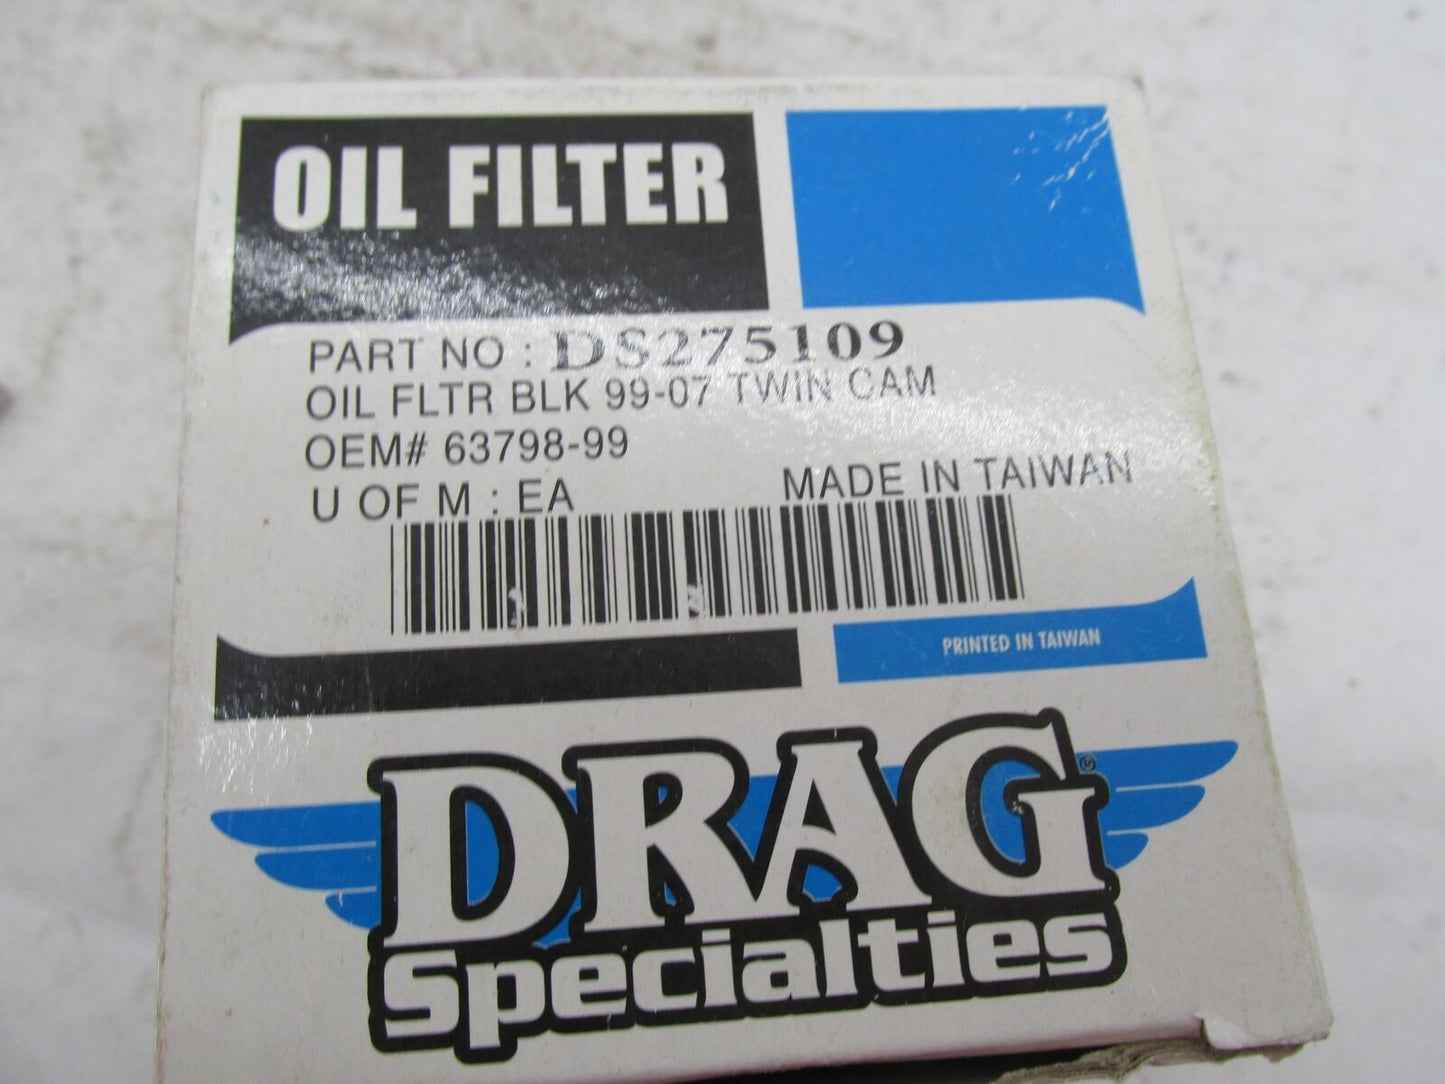 OIL FILTER
PART NO : DS275109
OIL FLTR BLK 99-07 TWIN CAM
OEM# 63798-99
U OF M : EA MADE IN TAIWAN
PRINTED IN TAIWAN
DRAG®
Specialties